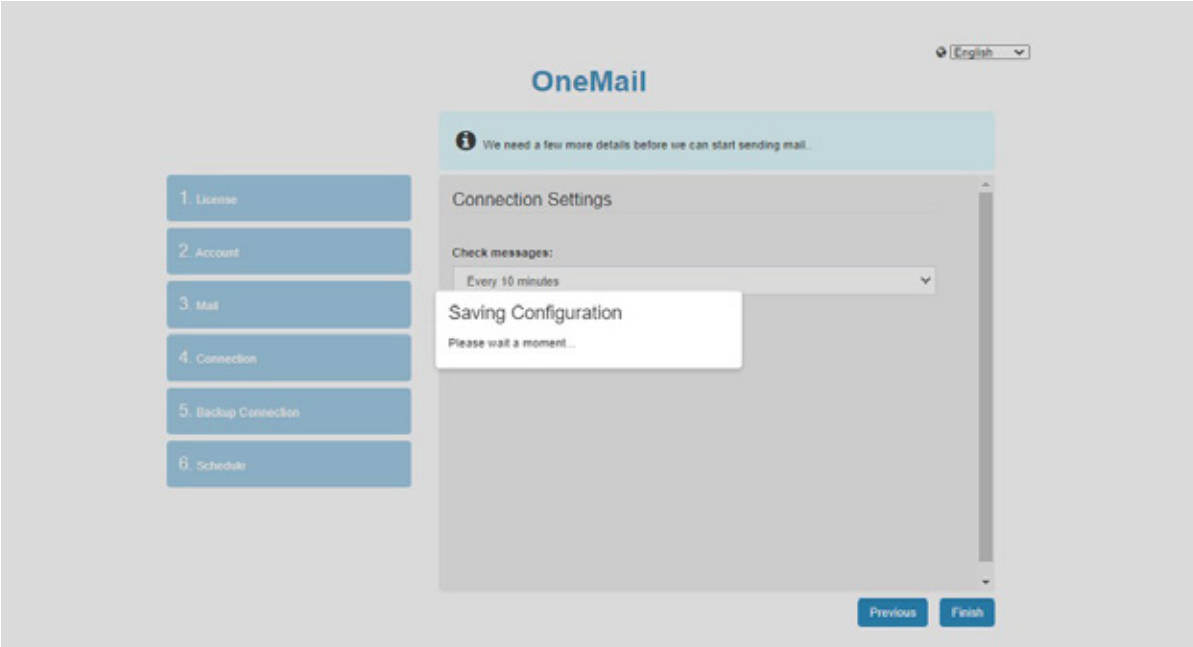 English
OneMail
We need a few more details before we can start sending mail.
1. License
2. Account
3. Mail
4. Connection
5. Backup Connection
6. Schedule
Connection Settings
Check messages:
Every 10 minutes
Saving Configuration
Please wait a moment...
Previous
Finish